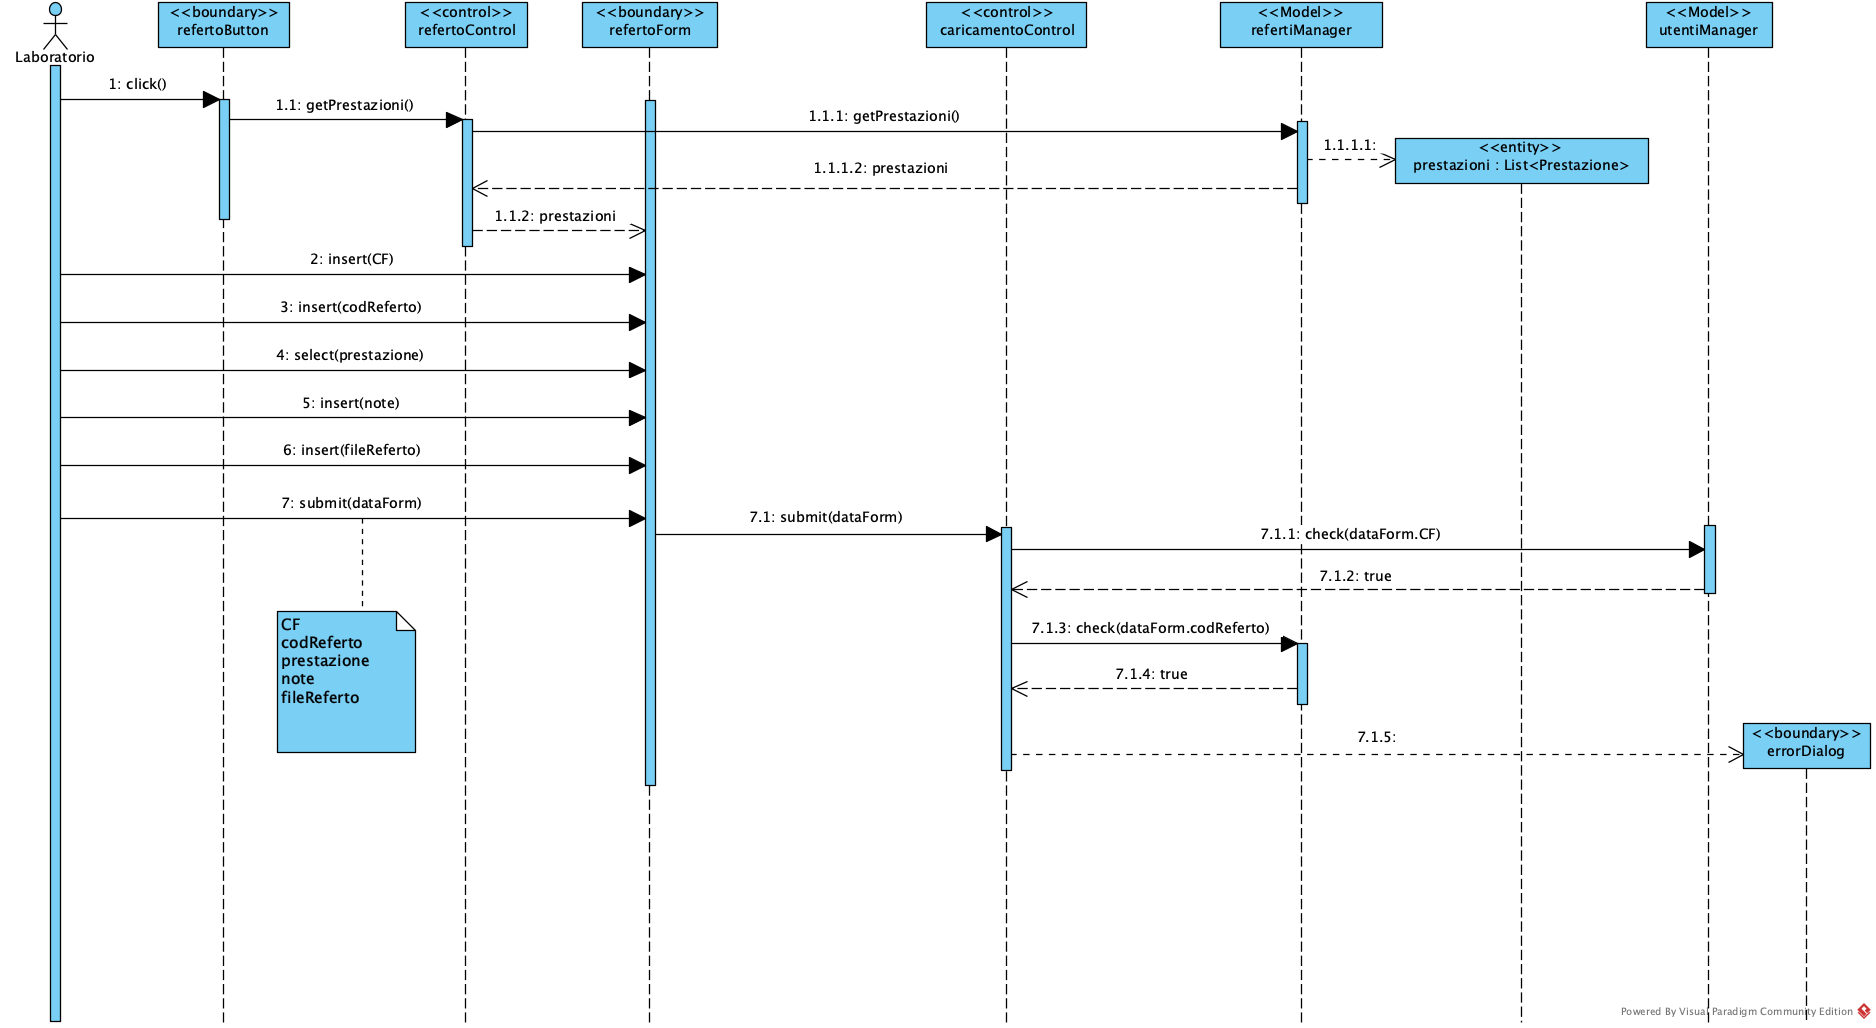 <<boundary>>
refertoButton
<<control>>
refertoControl
<<boundary>>
refertoForm
<<control>>
caricamentoControl
<<Model>>
refertiManager
<<Model>>
utentiManager
Laboratorio
1: click()
1.1: getPrestazioni()
1.1.1: getPrestazioni()
1.1.1.1:
<<entity>>
prestazioni : List<Prestazione>
1.1.1.2: prestazioni
1.1.2: prestazioni
2: insert(CF)
3: insert(codReferto)
4: select(prestazione)
5: insert(note)
6: insert(fileReferto)
7: submit(dataForm)
7.1: submit(dataForm)
7.1.1: check(dataForm.CF)
7.1.2: true
CF
codReferto
prestazione
note
fileReferto
7.1.3: check(dataForm.codReferto)
7.1.4: true
7.1.5:
<<boundary>>
errorDialog
Powered By Visual Paradigm Community Edition